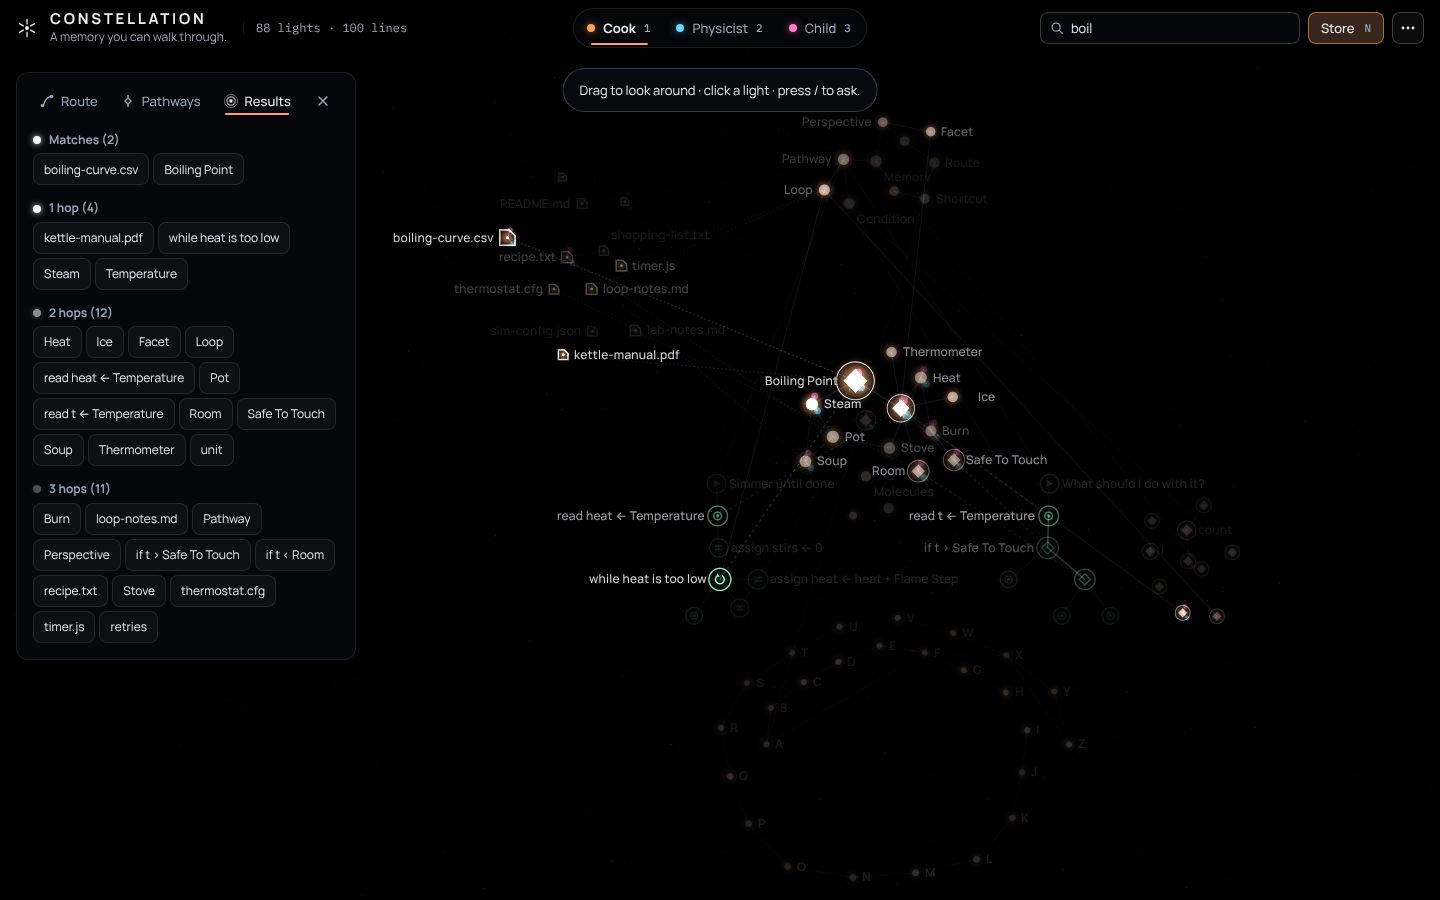 CONSTELLATION
A memory you can walk through.
88 lights · 100 lines
Cook 1
Physicist 2
Child 3
boil
Store N
Drag to look around · click a light · press / to ask.
Route
Pathways
Results
Matches (2)
boiling-curve.csv
Boiling Point
1 hop (4)
kettle-manual.pdf
while heat is too low
Steam
Temperature
2 hops (12)
Heat
Ice
Facet
Loop
read heat ← Temperature
Pot
read t ← Temperature
Room
Safe To Touch
Soup
Thermometer
unit
3 hops (11)
Burn
loop-notes.md
Pathway
Perspective
if t > Safe To Touch
if t < Room
recipe.txt
Stove
thermostat.cfg
timer.js
retries
Perspective
Facet
Pathway
Route
Memory
Loop
Shortcut
Condition
README.md
shopping-list.txt
boiling-curve.csv
recipe.txt
timer.js
thermostat.cfg
loop-notes.md
sim-config.json
lab-notes.md
kettle-manual.pdf
Thermometer
Boiling Point
Heat
Steam
Ice
Burn
Pot
Stove
Soup
Room
Safe To Touch
Simmer until done
Molecules
What should I do with it?
read heat ← Temperature
read t ← Temperature
count
assign stirs ← 0
if t > Safe To Touch
while heat is too low
assign heat ← heat + Flame Step
U
V
W
T
D
E
F
X
S
C
G
H
Y
B
R
A
I
Z
Q
J
P
K
O
N
M
L